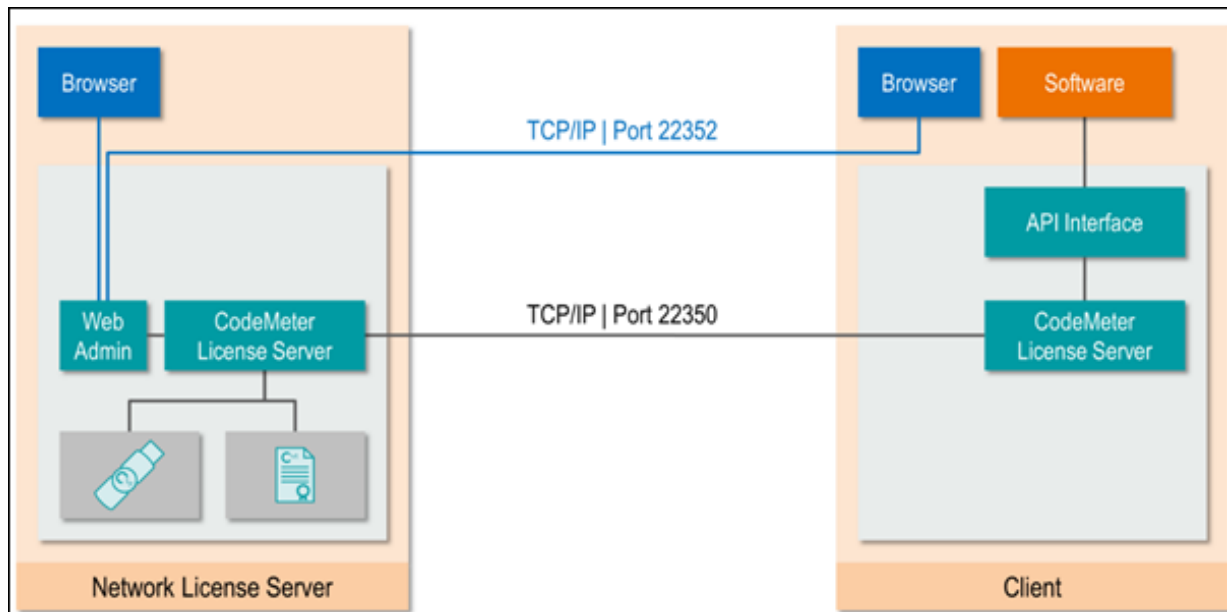 Browser
Browser
Software
TCP/IP | Port 22352
API Interface
Web
Admin
CodeMeter
License Server
TCP/IP | Port 22350
CodeMeter
License Server
Network License Server
Client